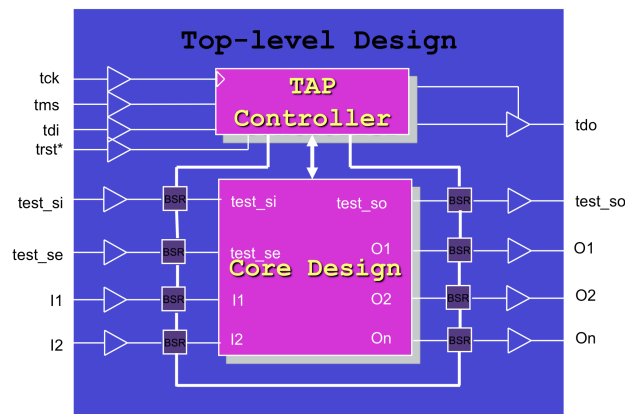 Top-level Design
tck
tms
tdi
trst*
TAP
Controller
tdo
test_si
BSR
test_si
test_so
BSR
test_so
test_se
BSR
test_se
O1
BSR
O1
Core Design
I1
BSR
I1
O2
BSR
O2
I2
BSR
I2
On
BSR
On